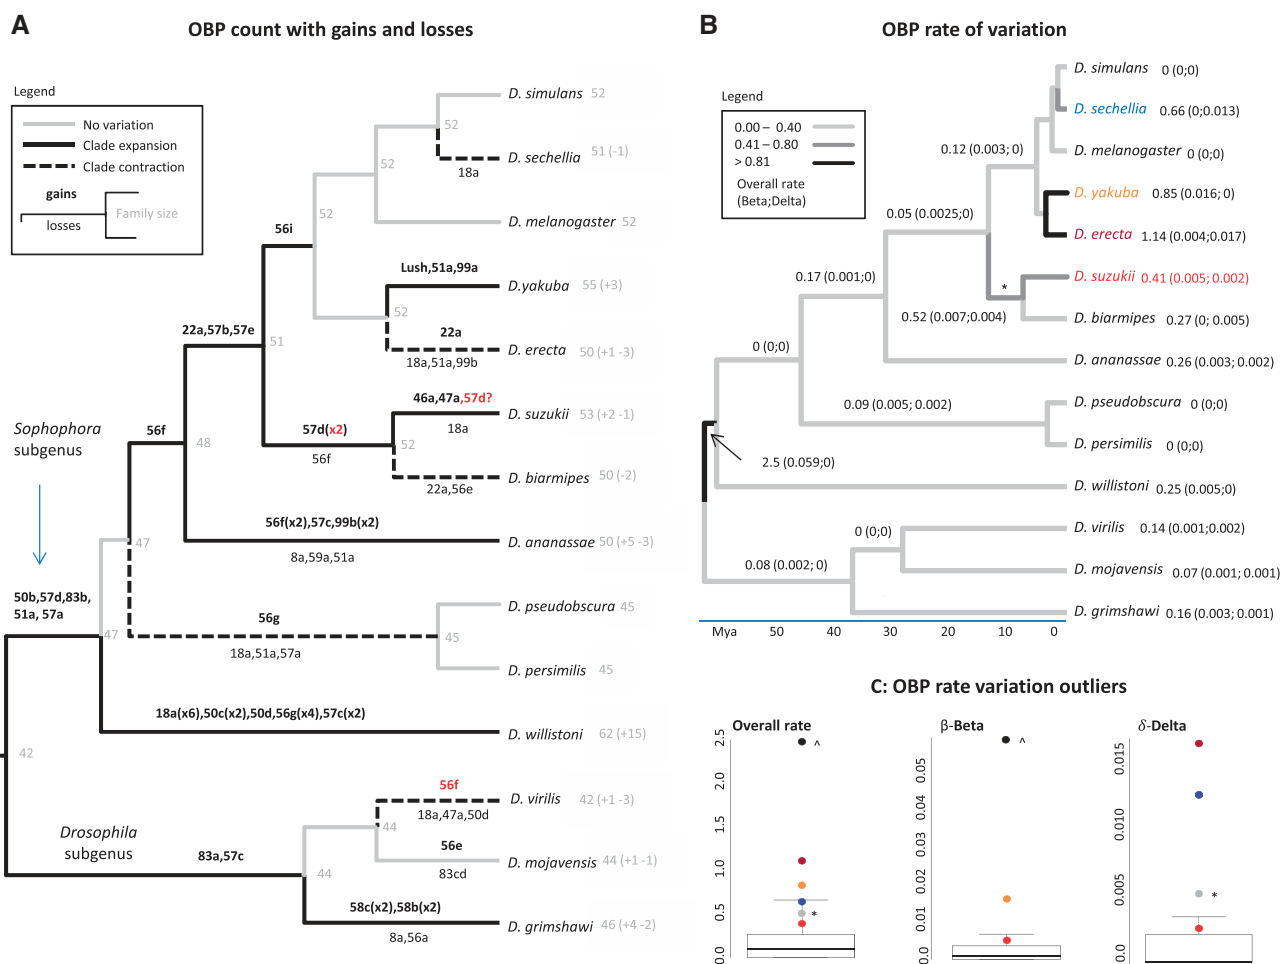 A
OBP count with gains and losses
Legend
No variation
Clade expansion
Clade contraction
gains
losses
Family size
Sophophora
subgenus
Drosophila
subgenus
50b,57d,83b,
51a, 57a
42
47
47
56f
48
22a,57b,57e
51
56i
52
52
52
D. simulans 52
D. sechellia 51 (-1)
18a
D. melanogaster 52
Lush,51a,99a
D.yakuba 55 (+3)
52
22a
D. erecta 50 (+1 -3)
18a,51a,99b
46a,47a,57d?
D. suzukii 53 (+2 -1)
18a
57d(x2)
56f
52
D. biarmipes 50 (-2)
22a,56e
56f(x2),57c,99b(x2)
D. ananassae 50 (+5 -3)
8a,59a,51a
56g
18a,51a,57a
45
D. pseudobscura 45
D. persimilis 45
18a(x6),50c(x2),50d,56g(x4),57c(x2)
D. willistoni 62 (+15)
83a,57c
44
44
56f
D. virilis 42 (+1 -3)
18a,47a,50d
56e
D. mojavensis 44 (+1 -1)
83cd
58c(x2),58b(x2)
D. grimshawi 46 (+4 -2)
8a,56a
B
OBP rate of variation
Legend
0.00 – 0.40
0.41 – 0.80
> 0.81
Overall rate
(Beta;Delta)
D. simulans 0 (0;0)
D. sechellia 0.66 (0;0.013)
0.12 (0.003; 0)
D. melanogaster 0 (0;0)
D. yakuba 0.85 (0.016; 0)
0.05 (0.0025;0)
D. erecta 1.14 (0.004;0.017)
0.17 (0.001;0)
D. suzukii 0.41 (0.005; 0.002)
*
0.52 (0.007;0.004)
D. biarmipes 0.27 (0; 0.005)
0 (0;0)
D. ananassae 0.26 (0.003; 0.002)
0.09 (0.005; 0.002)
D. pseudobscura 0 (0;0)
D. persimilis 0 (0;0)
2.5 (0.059;0)
D. willistoni 0.25 (0.005;0)
0 (0;0)
D. virilis 0.14 (0.001;0.002)
0.08 (0.002; 0)
D. mojavensis 0.07 (0.001; 0.001)
D. grimshawi 0.16 (0.003; 0.001)
Mya 50 40 30 20 10 0
C: OBP rate variation outliers
Overall rate
2.5
2.0
1.5
1.0
0.5
0.0
^
*
β-Beta
0.05
0.04
0.03
0.02
0.01
0.0
^
δ-Delta
0.015
0.010
0.005
0.0
*